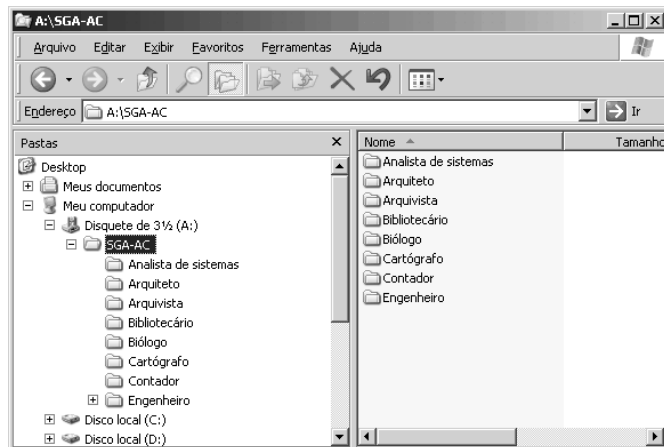 A:\SGA-AC
Arquivo Editar Exibir Favoritos Ferramentas Ajuda
Endereço A:\SGA-AC Ir
Pastas
Desktop
Meus documentos
Meu computador
Disquete de 3½ (A:)
SGA-AC
Analista de sistemas
Arquiteto
Arquivista
Bibliotecário
Biólogo
Cartógrafo
Contador
Engenheiro
Disco local (C:)
Disco local (D:)
Nome Tamanho
Analista de sistemas
Arquiteto
Arquivista
Bibliotecário
Biólogo
Cartógrafo
Contador
Engenheiro